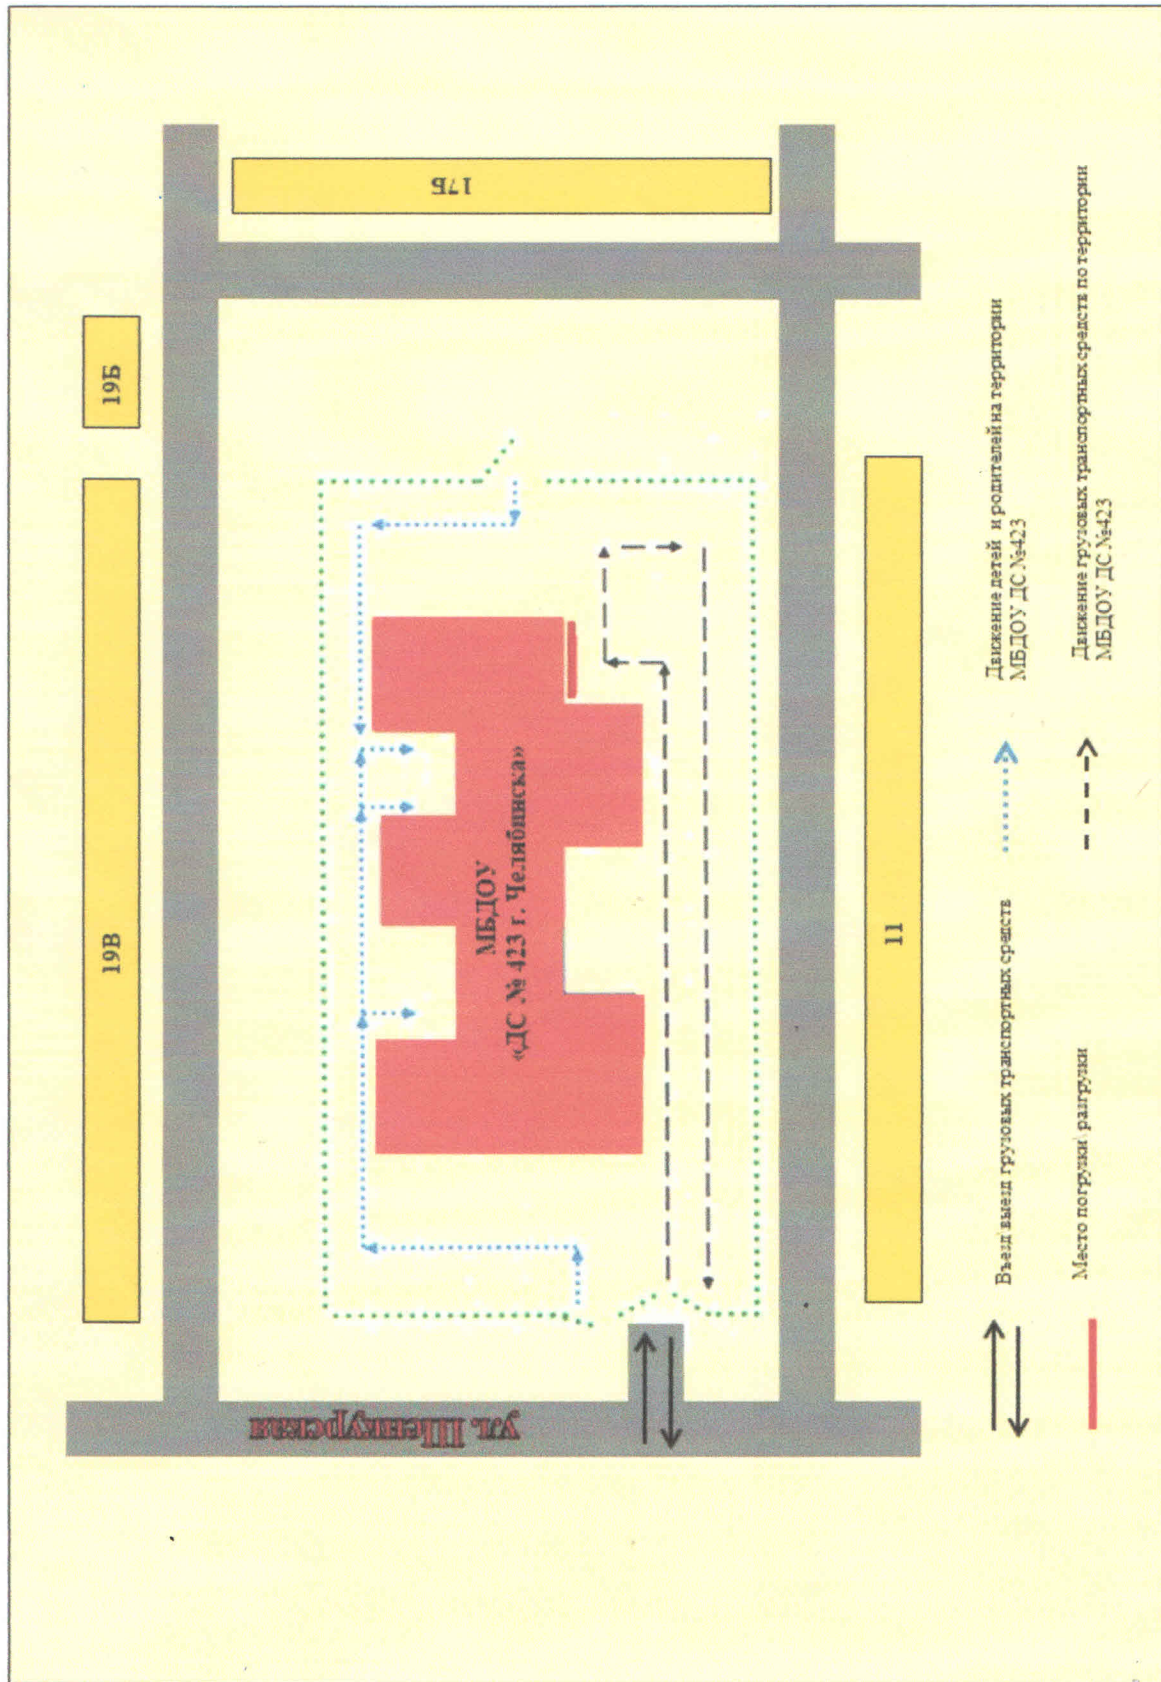 19В
19Б
17Б
МБДОУ
«ДС № 423 г. Челябинска»
ул. Шенкурская
11
Въезд\выезд грузовых транспортных средств
Движение детей и родителей на территории
МБДОУ ДС №423
Место погрузки\разгрузки
Движение грузовых транспортных средств по территории
МБДОУ ДС №423